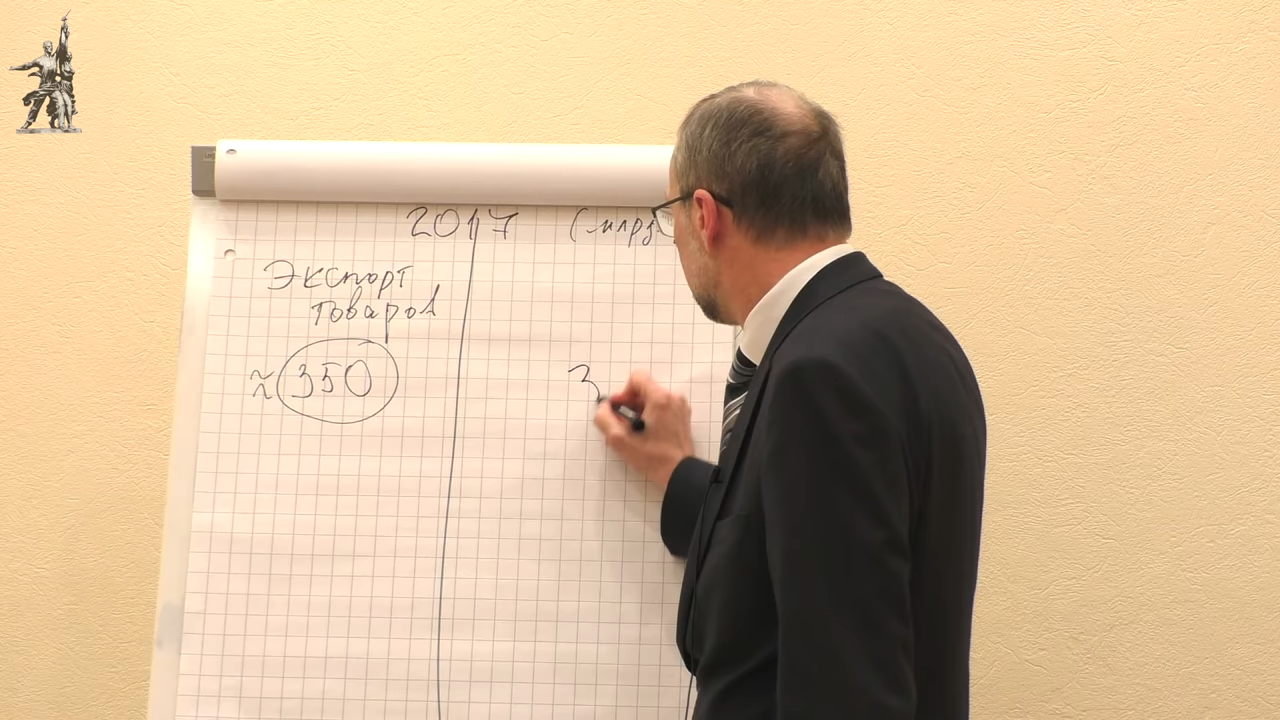 2017 (млрд
Экспорт
товаров
≈ 350
3